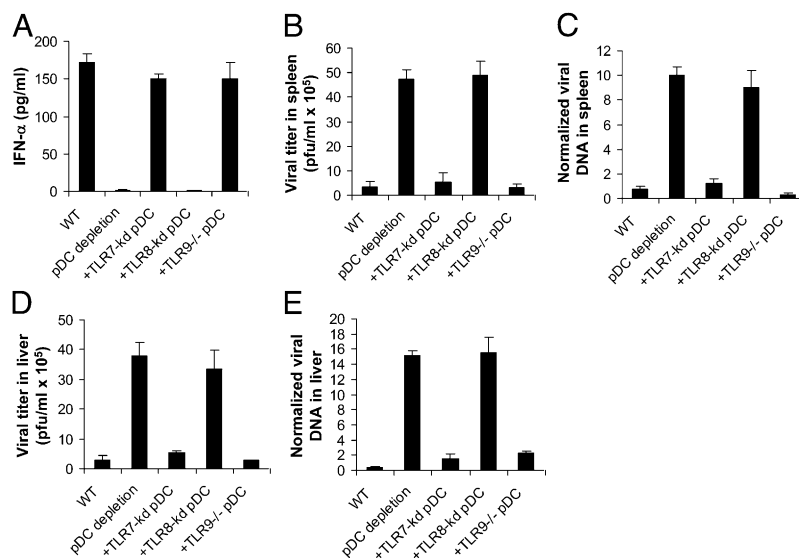 A
IFN-α (pg/ml)
200
150
100
50
0
WT
pDC depletion
+TLR7-kd pDC
+TLR8-kd pDC
+TLR9-/- pDC
B
Viral titer in spleen
(pfu/ml x 10⁵)
60
50
40
30
20
10
0
WT
pDC depletion
+TLR7-kd pDC
+TLR8-kd pDC
+TLR9-/- pDC
C
Normalized viral
DNA in spleen
12
10
8
6
4
2
0
WT
pDC depletion
+TLR7-kd pDC
+TLR8-kd pDC
+TLR9-/- pDC
D
Viral titer in liver
(pfu/ml x 10⁵)
50
40
30
20
10
0
WT
pDC depletion
+TLR7-kd pDC
+TLR8-kd pDC
+TLR9-/- pDC
E
Normalized viral
DNA in liver
20
18
16
14
12
10
8
6
4
2
0
WT
pDC depletion
+TLR7-kd pDC
+TLR8-kd pDC
+TLR9-/- pDC